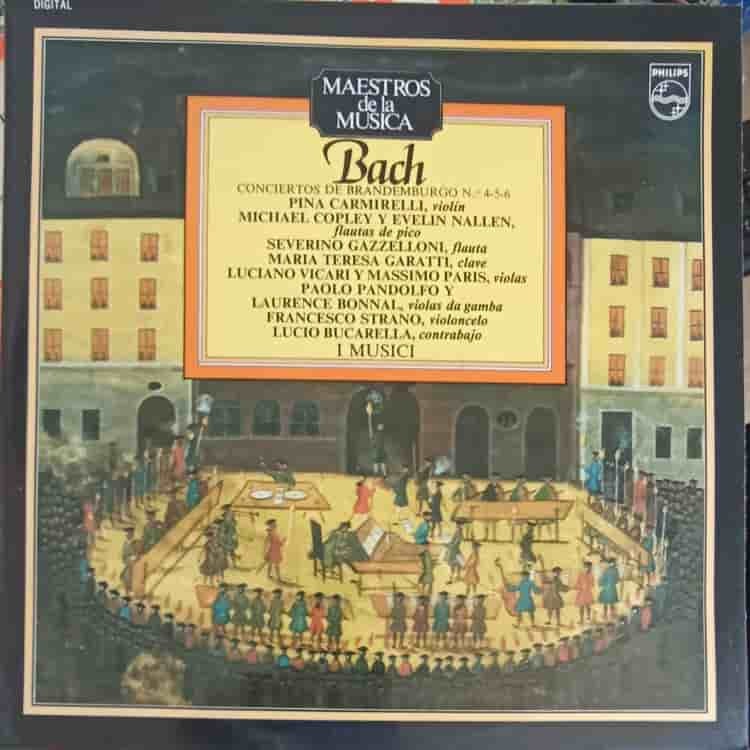 DIGITAL
PHILIPS
MAESTROS
de la
MUSICA
Bach
CONCIERTOS DE BRANDEMBURGO N.º 4-5-6
PINA CARMIRELLI, violín
MICHAEL COPLEY Y EVELIN NALLEN,
flautas de pico
SEVERINO GAZZELLONI, flauta
MARIA TERESA GARATTI, clave
LUCIANO VICARI Y MASSIMO PARIS, violas
PAOLO PANDOLFO Y
LAURENCE BONNAL, violas da gamba
FRANCESCO STRANO, violoncelo
LUCIO BUCARELLA, contrabajo
I MUSICI